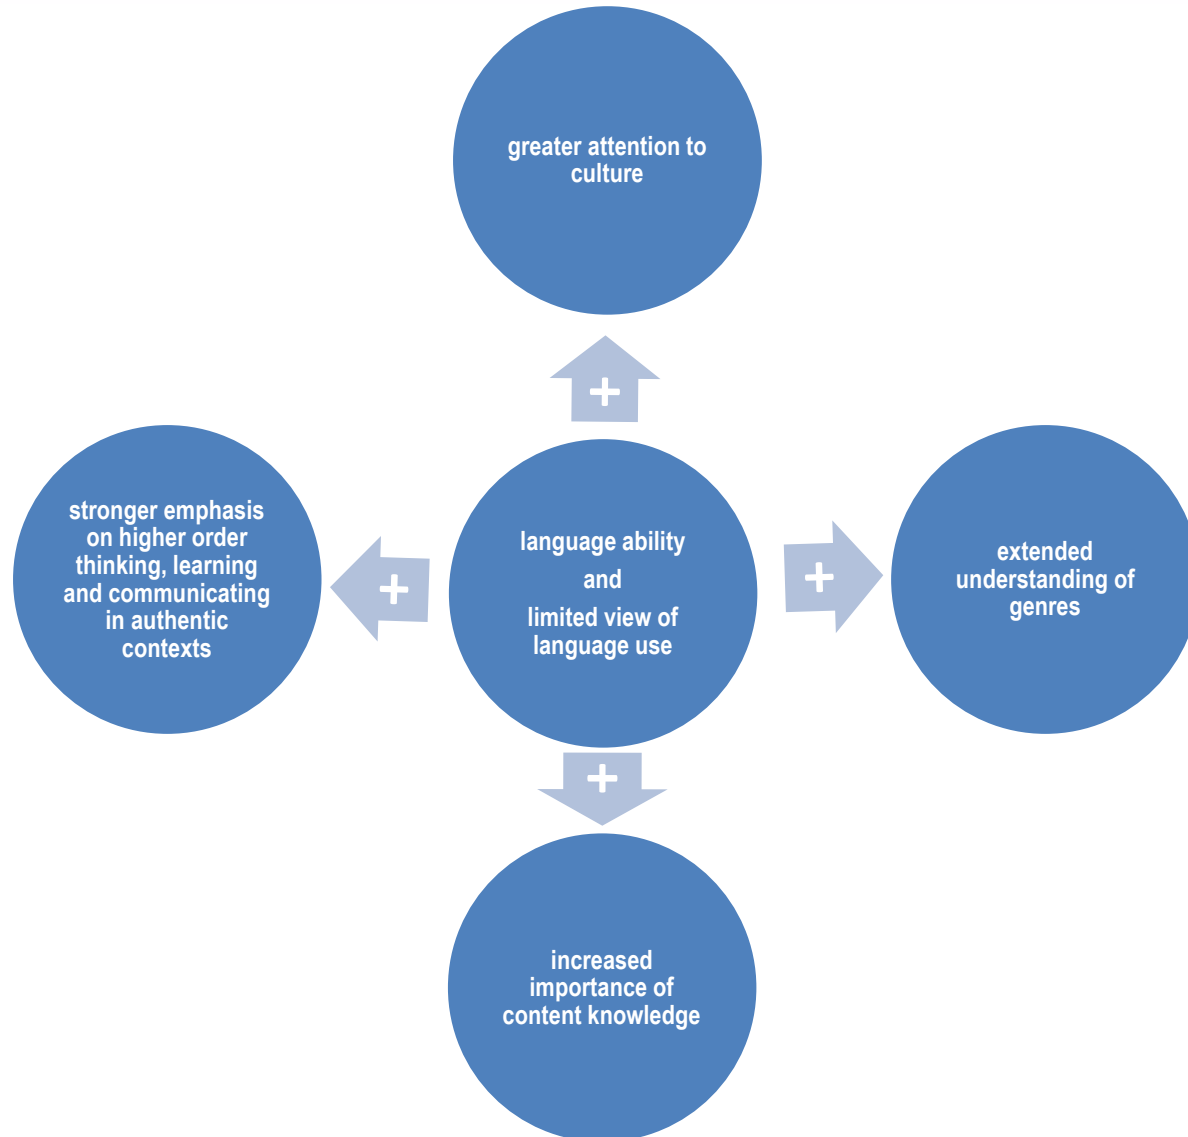 greater attention to
culture
+
stronger emphasis
on higher order
thinking, learning
and communicating
in authentic
contexts
+
language ability
and
limited view of
language use
+
extended
understanding of
genres
+
increased
importance of
content knowledge